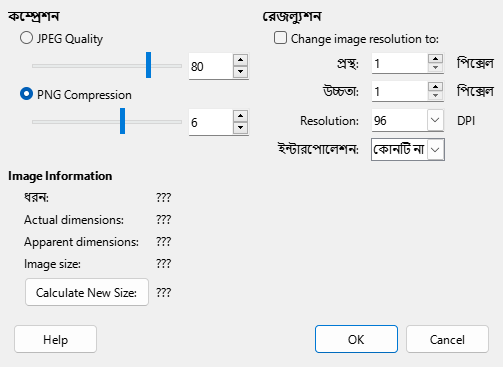 কম্প্রেশন
JPEG Quality
80
PNG Compression
6
রেজল্যুশন
Change image resolution to:
প্রস্থ: 1 পিক্সেল
উচ্চতা: 1 পিক্সেল
Resolution: 96 DPI
ইন্টারপোলেশন: কোনটি না
Image Information
ধরন: ???
Actual dimensions: ???
Apparent dimensions: ???
Image size: ???
Calculate New Size: ???
Help
OK
Cancel